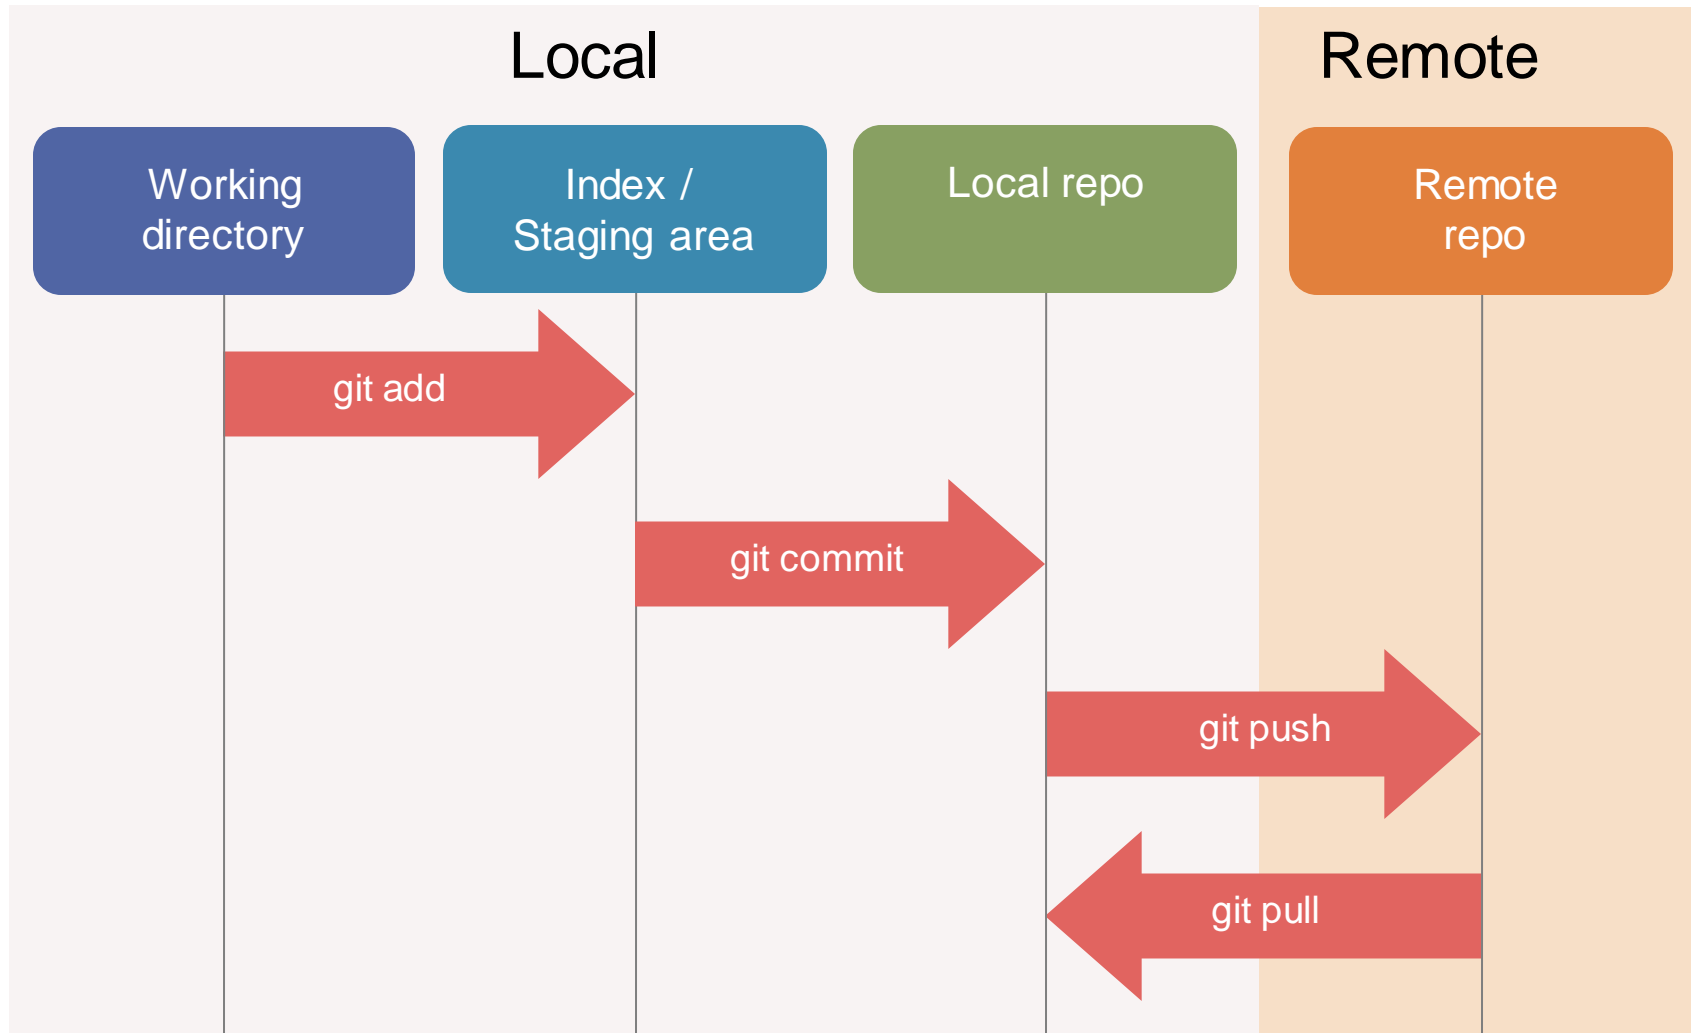 Local
Remote
Working
directory
Index /
Staging area
Local repo
Remote
repo
git add
git commit
git push
git pull